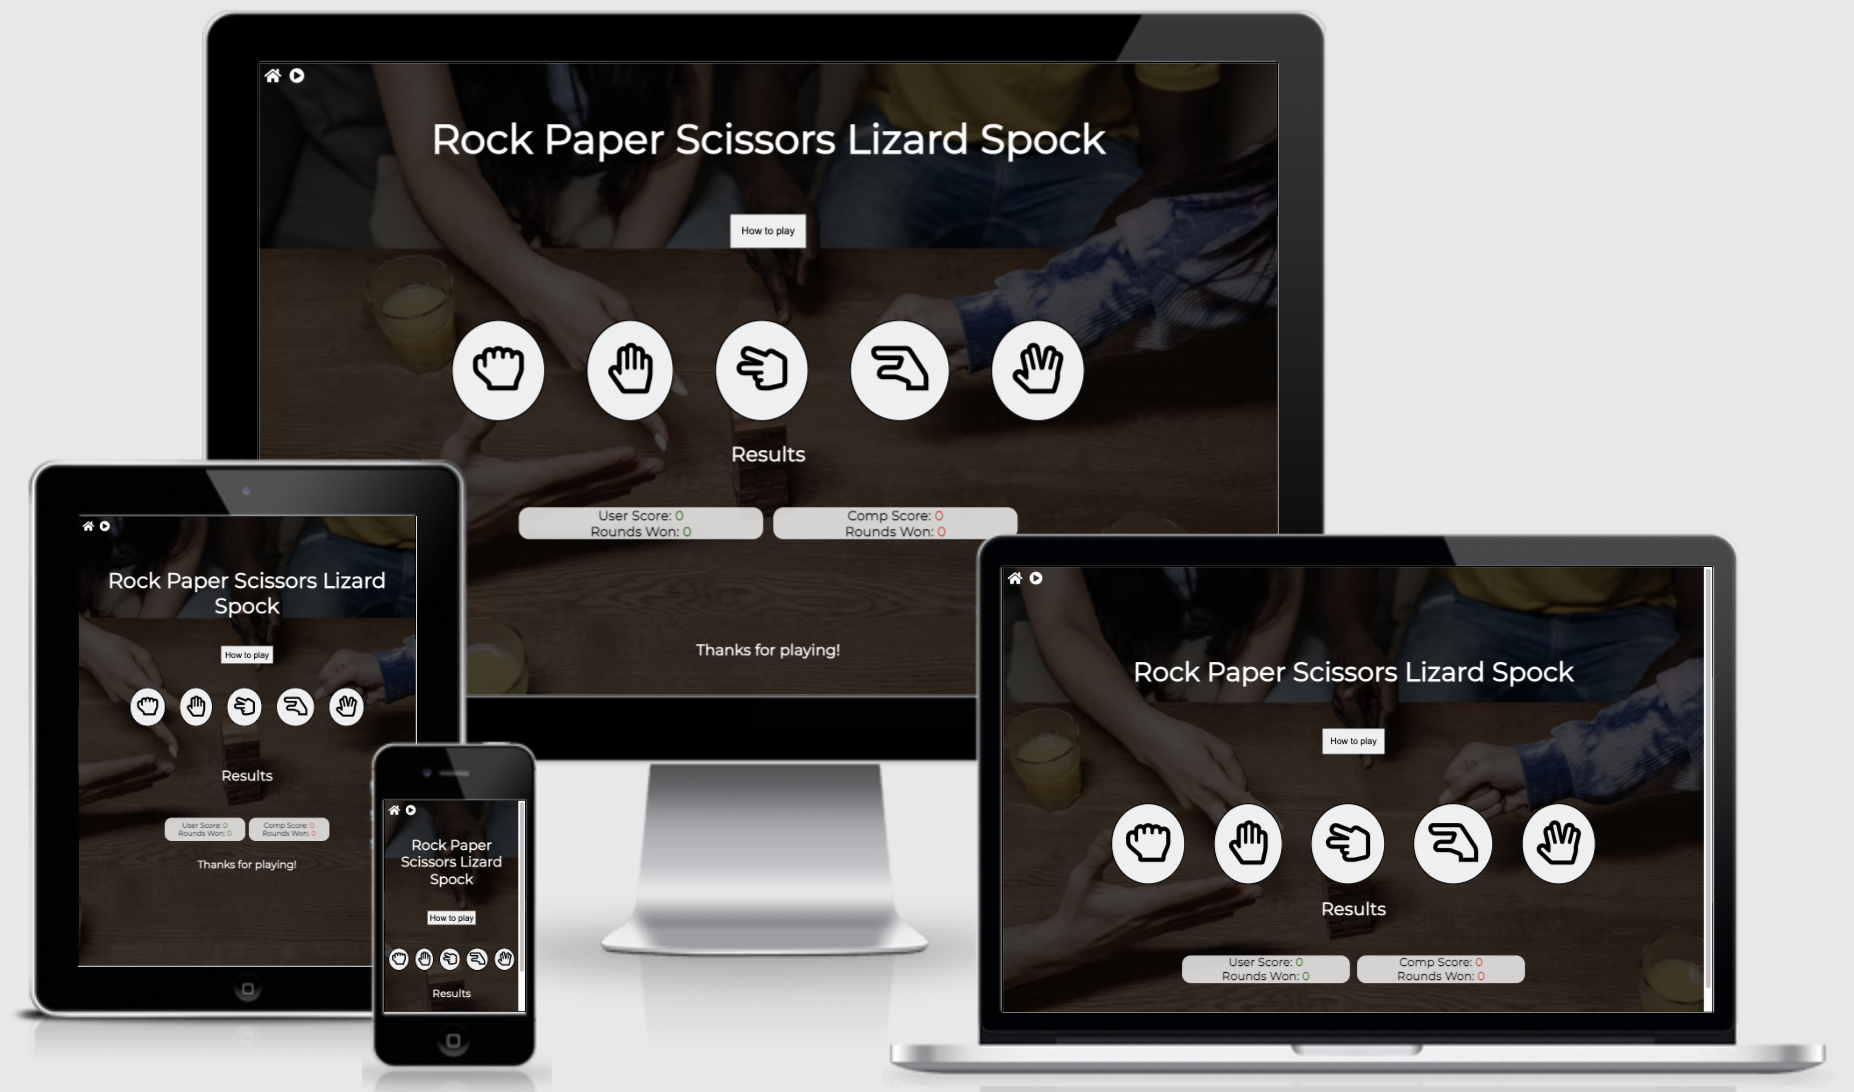 Rock Paper Scissors Lizard Spock
How to play
Results
User Score: 0
Rounds Won: 0
Comp Score: 0
Rounds Won: 0
Thanks for playing!
Rock Paper Scissors Lizard
Spock
How to play
Results
User Score: 0
Rounds Won: 0
Comp Score: 0
Rounds Won: 0
Thanks for playing!
Rock Paper
Scissors Lizard
Spock
How to play
Results
Rock Paper Scissors Lizard Spock
How to play
Results
User Score: 0
Rounds Won: 0
Comp Score: 0
Rounds Won: 0